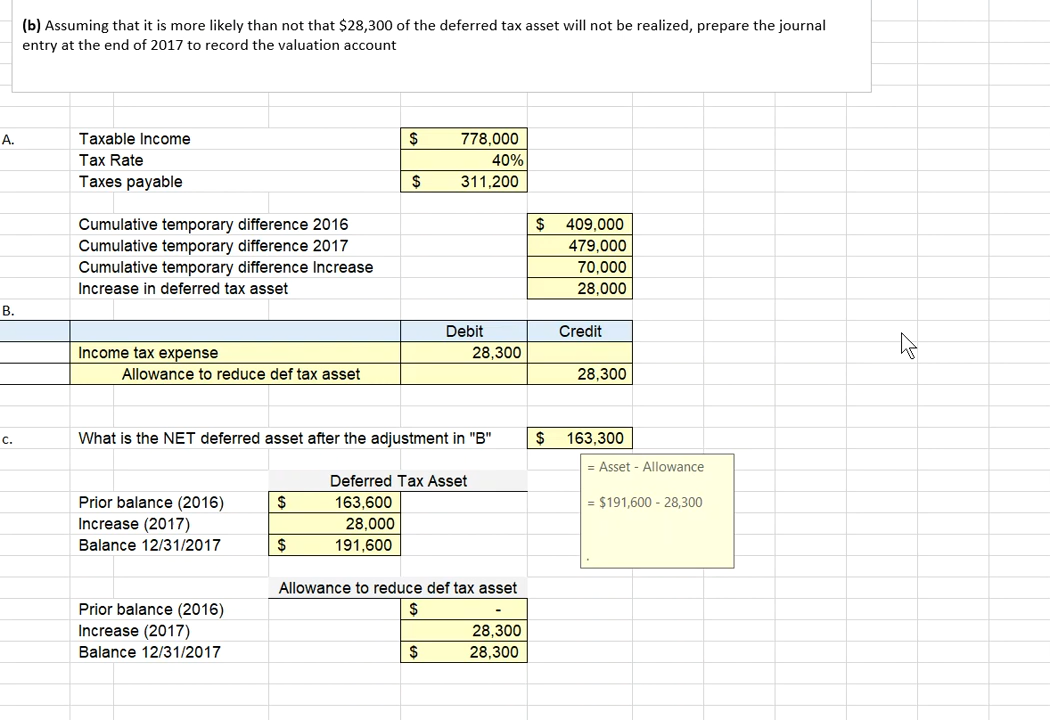 (b) Assuming that it is more likely than not that $28,300 of the deferred tax asset will not be realized, prepare the journal
entry at the end of 2017 to record the valuation account
A. Taxable Income $ 778,000
Tax Rate 40%
Taxes payable $ 311,200
Cumulative temporary difference 2016 $ 409,000
Cumulative temporary difference 2017 479,000
Cumulative temporary difference Increase 70,000
Increase in deferred tax asset 28,000
B.
Debit Credit
Income tax expense 28,300
Allowance to reduce def tax asset 28,300
c. What is the NET deferred asset after the adjustment in "B" $ 163,300
= Asset - Allowance
= $191,600 - 28,300
.
Deferred Tax Asset
Prior balance (2016) $ 163,600
Increase (2017) 28,000
Balance 12/31/2017 $ 191,600
Allowance to reduce def tax asset
Prior balance (2016) $ -
Increase (2017) 28,300
Balance 12/31/2017 $ 28,300